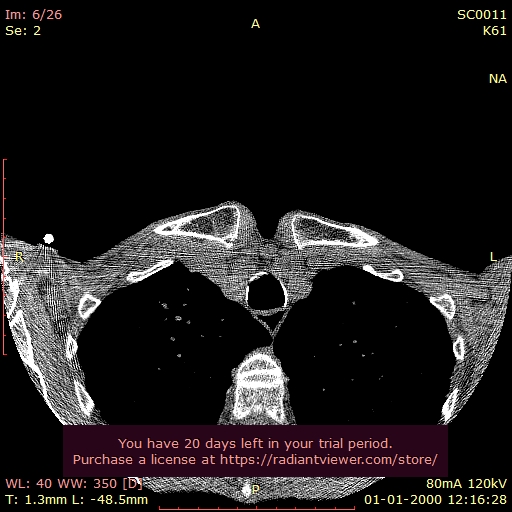 Im: 6/26
Se: 2
A
SC0011
K61
NA
R
L
You have 20 days left in your trial period.
Purchase a license at https://radiantviewer.com/store/
WL: 40 WW: 350 [D]
T: 1.3mm L: -48.5mm
P
80mA 120kV
01-01-2000 12:16:28